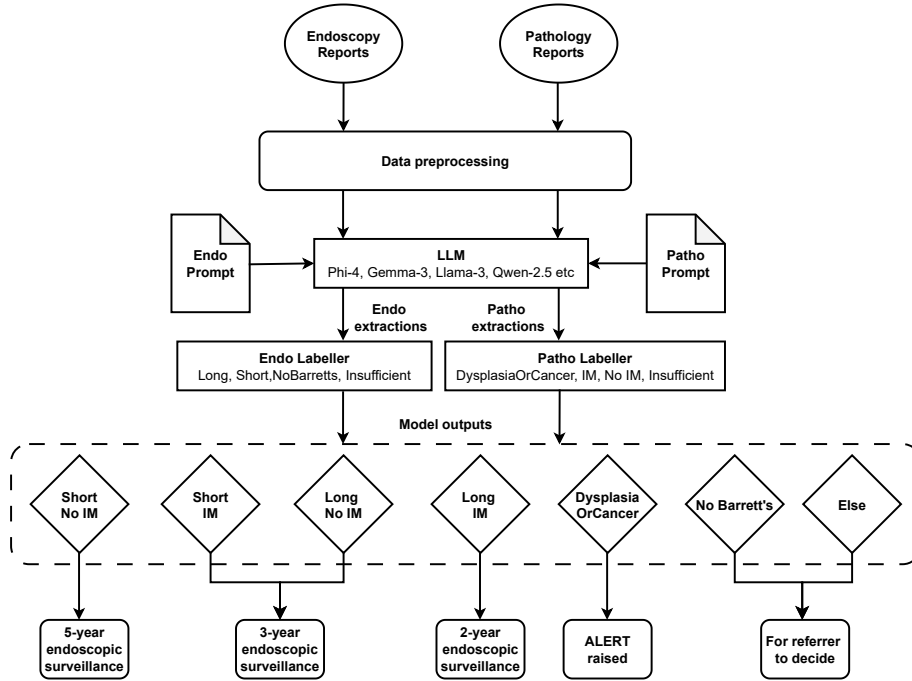 Endoscopy
Reports
Pathology
Reports
Data preprocessing
Endo
Prompt
LLM
Phi-4, Gemma-3, Llama-3, Qwen-2.5 etc
Patho
Prompt
Endo
extractions
Patho
extractions
Endo Labeller
Long, Short,NoBarretts, Insufficient
Patho Labeller
DysplasiaOrCancer, IM, No IM, Insufficient
Model outputs
Short
No IM
Short
IM
Long
No IM
Long
IM
Dysplasia
OrCancer
No Barrett's
Else
5-year
endoscopic
surveillance
3-year
endoscopic
surveillance
2-year
endoscopic
surveillance
ALERT
raised
For referrer
to decide